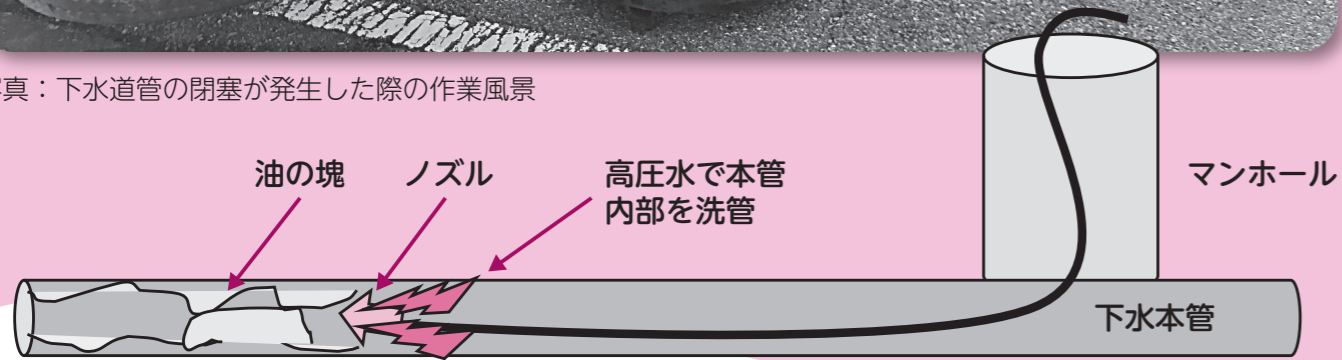 真：下水道管の閉塞が発生した際の作業風景
油の塊
ノズル
高圧水で本管
内部を洗管
マンホール
下水本管